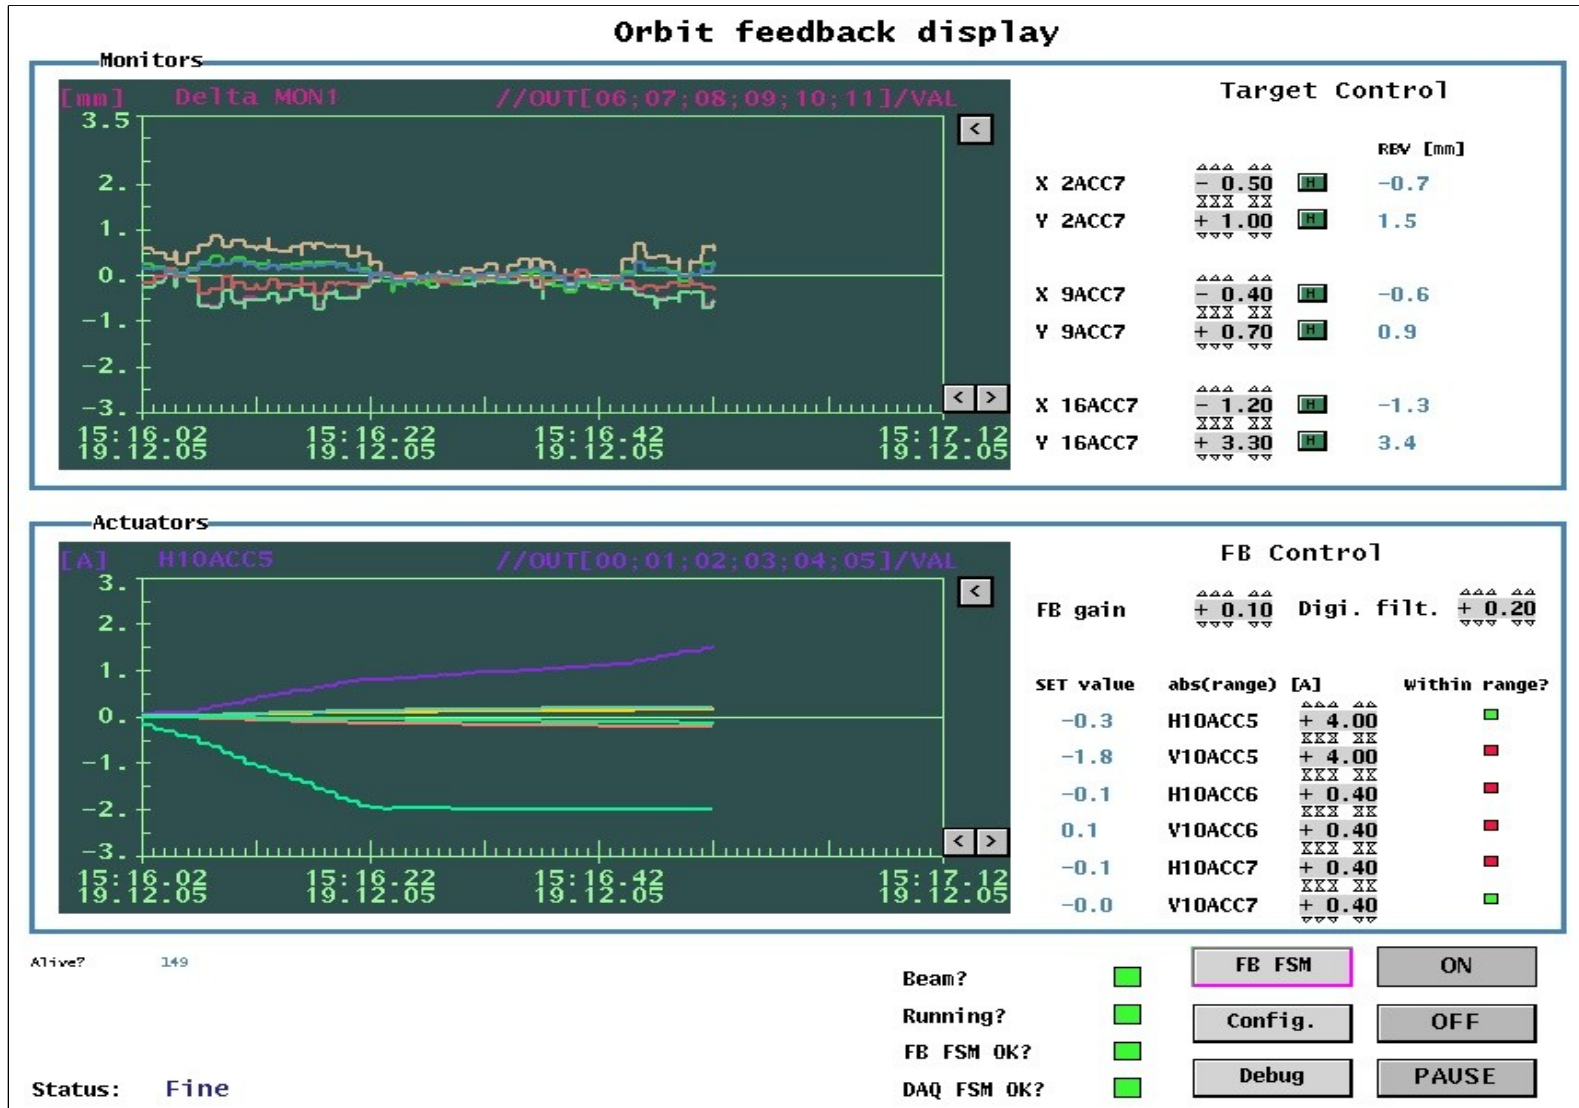 Orbit feedback display
Monitors
[mm] Delta MON1 //OUT[06;07;08;09;10;11]/VAL
3.5
2.
1.
0.
-1.
-2.
-3.
<
< >
15:16.02 15:16.22 15:16.42 15:17.12
19.12.05 19.12.05 19.12.05 19.12.05
Target Control
RBV [mm]
X 2ACC7 - 0.50 H -0.7
Y 2ACC7 + 1.00 H 1.5
X 9ACC7 - 0.40 H -0.6
Y 9ACC7 + 0.70 H 0.9
X 16ACC7 - 1.20 H -1.3
Y 16ACC7 + 3.30 H 3.4
Actuators
[A] H10ACC5 //OUT[00;01;02;03;04;05]/VAL
3.
2.
1.
0.
-1.
-2.
-3.
<
< >
15:16.02 15:16.22 15:16.42 15:17.12
19.12.05 19.12.05 19.12.05 19.12.05
FB Control
FB gain + 0.10 Digi. filt. + 0.20
SET value abs(range) [A] Within range?
-0.3 H10ACC5 + 4.00
-1.8 V10ACC5 + 4.00
-0.1 H10ACC6 + 0.40
0.1 V10ACC6 + 0.40
-0.1 H10ACC7 + 0.40
-0.0 V10ACC7 + 0.40
Alive? 149
Beam?
Running?
FB FSM OK?
DAQ FSM OK?
FB FSM ON
Config. OFF
Debug PAUSE
Status: Fine